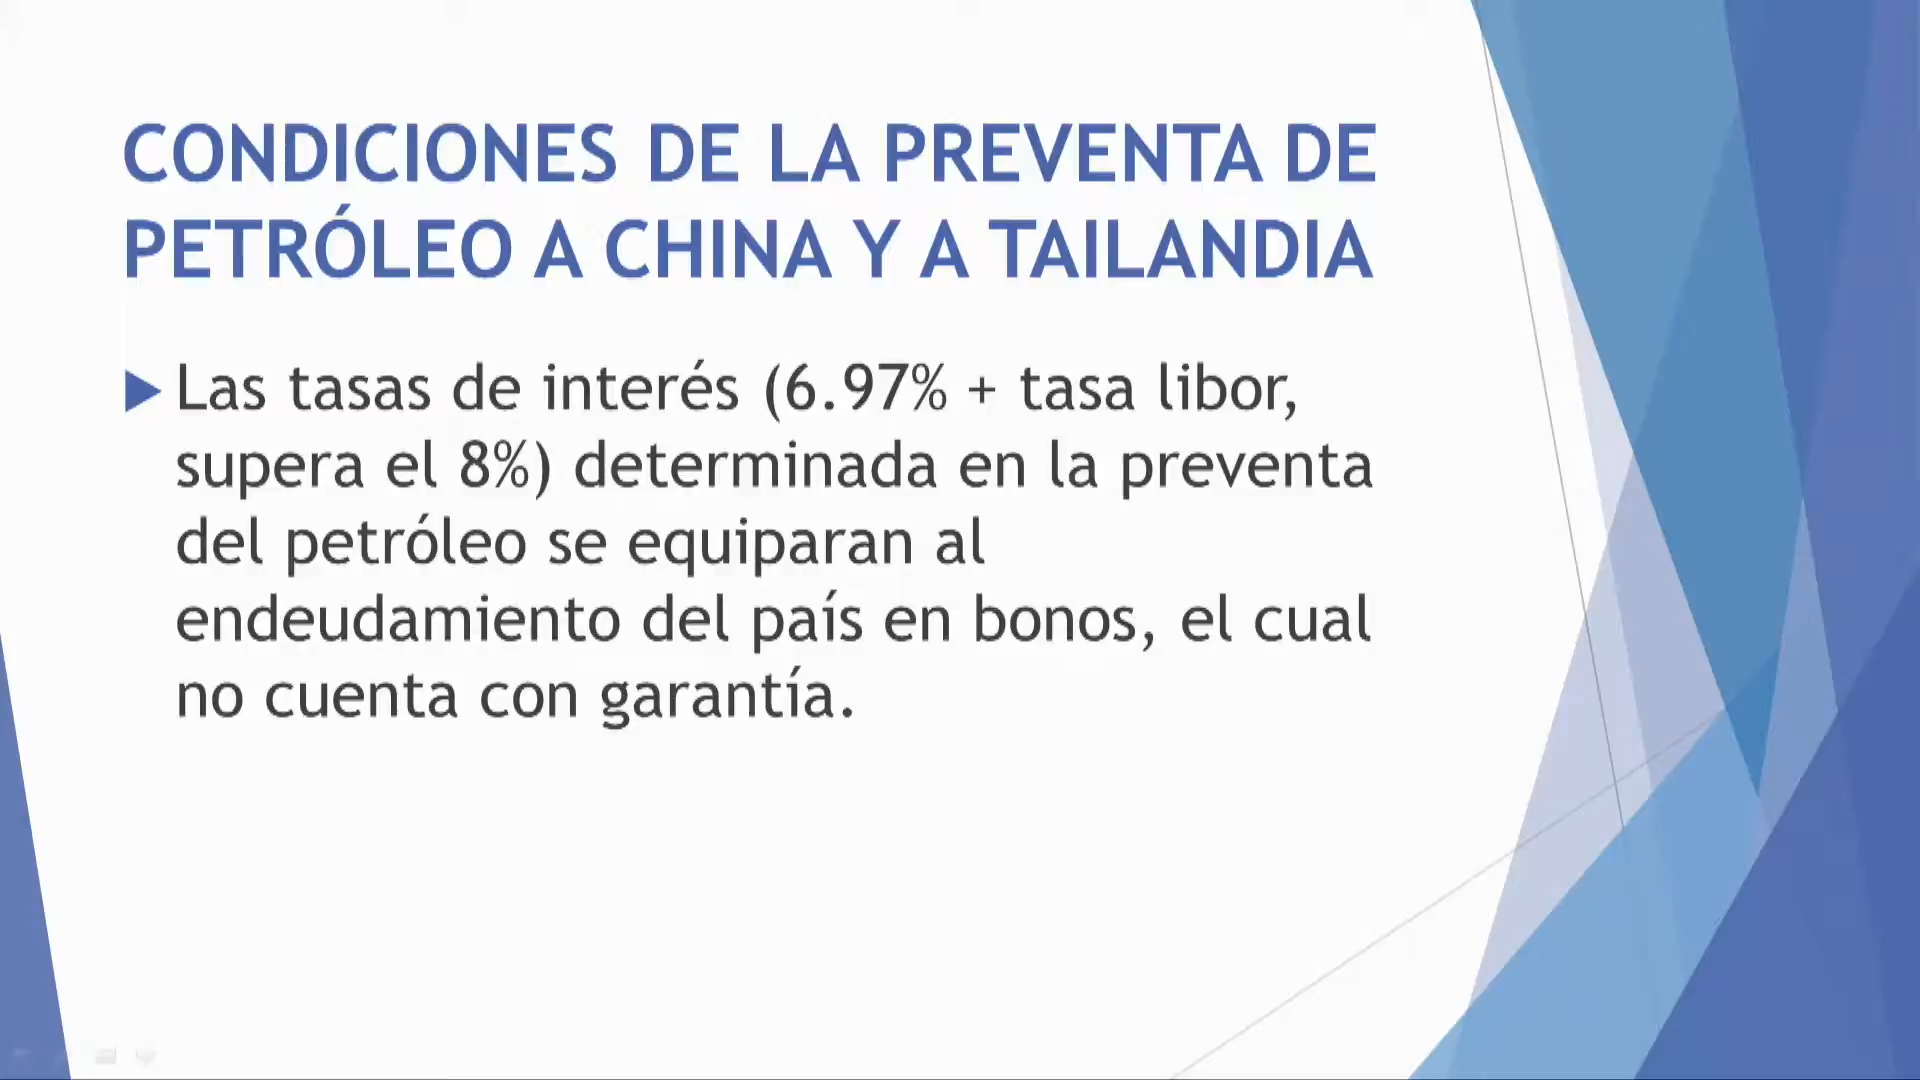 CONDICIONES DE LA PREVENTA DE
PETRÓLEO A CHINA Y A TAILANDIA
Las tasas de interés (6.97% + tasa libor,
supera el 8%) determinada en la preventa
del petróleo se equiparan al
endeudamiento del país en bonos, el cual
no cuenta con garantía.